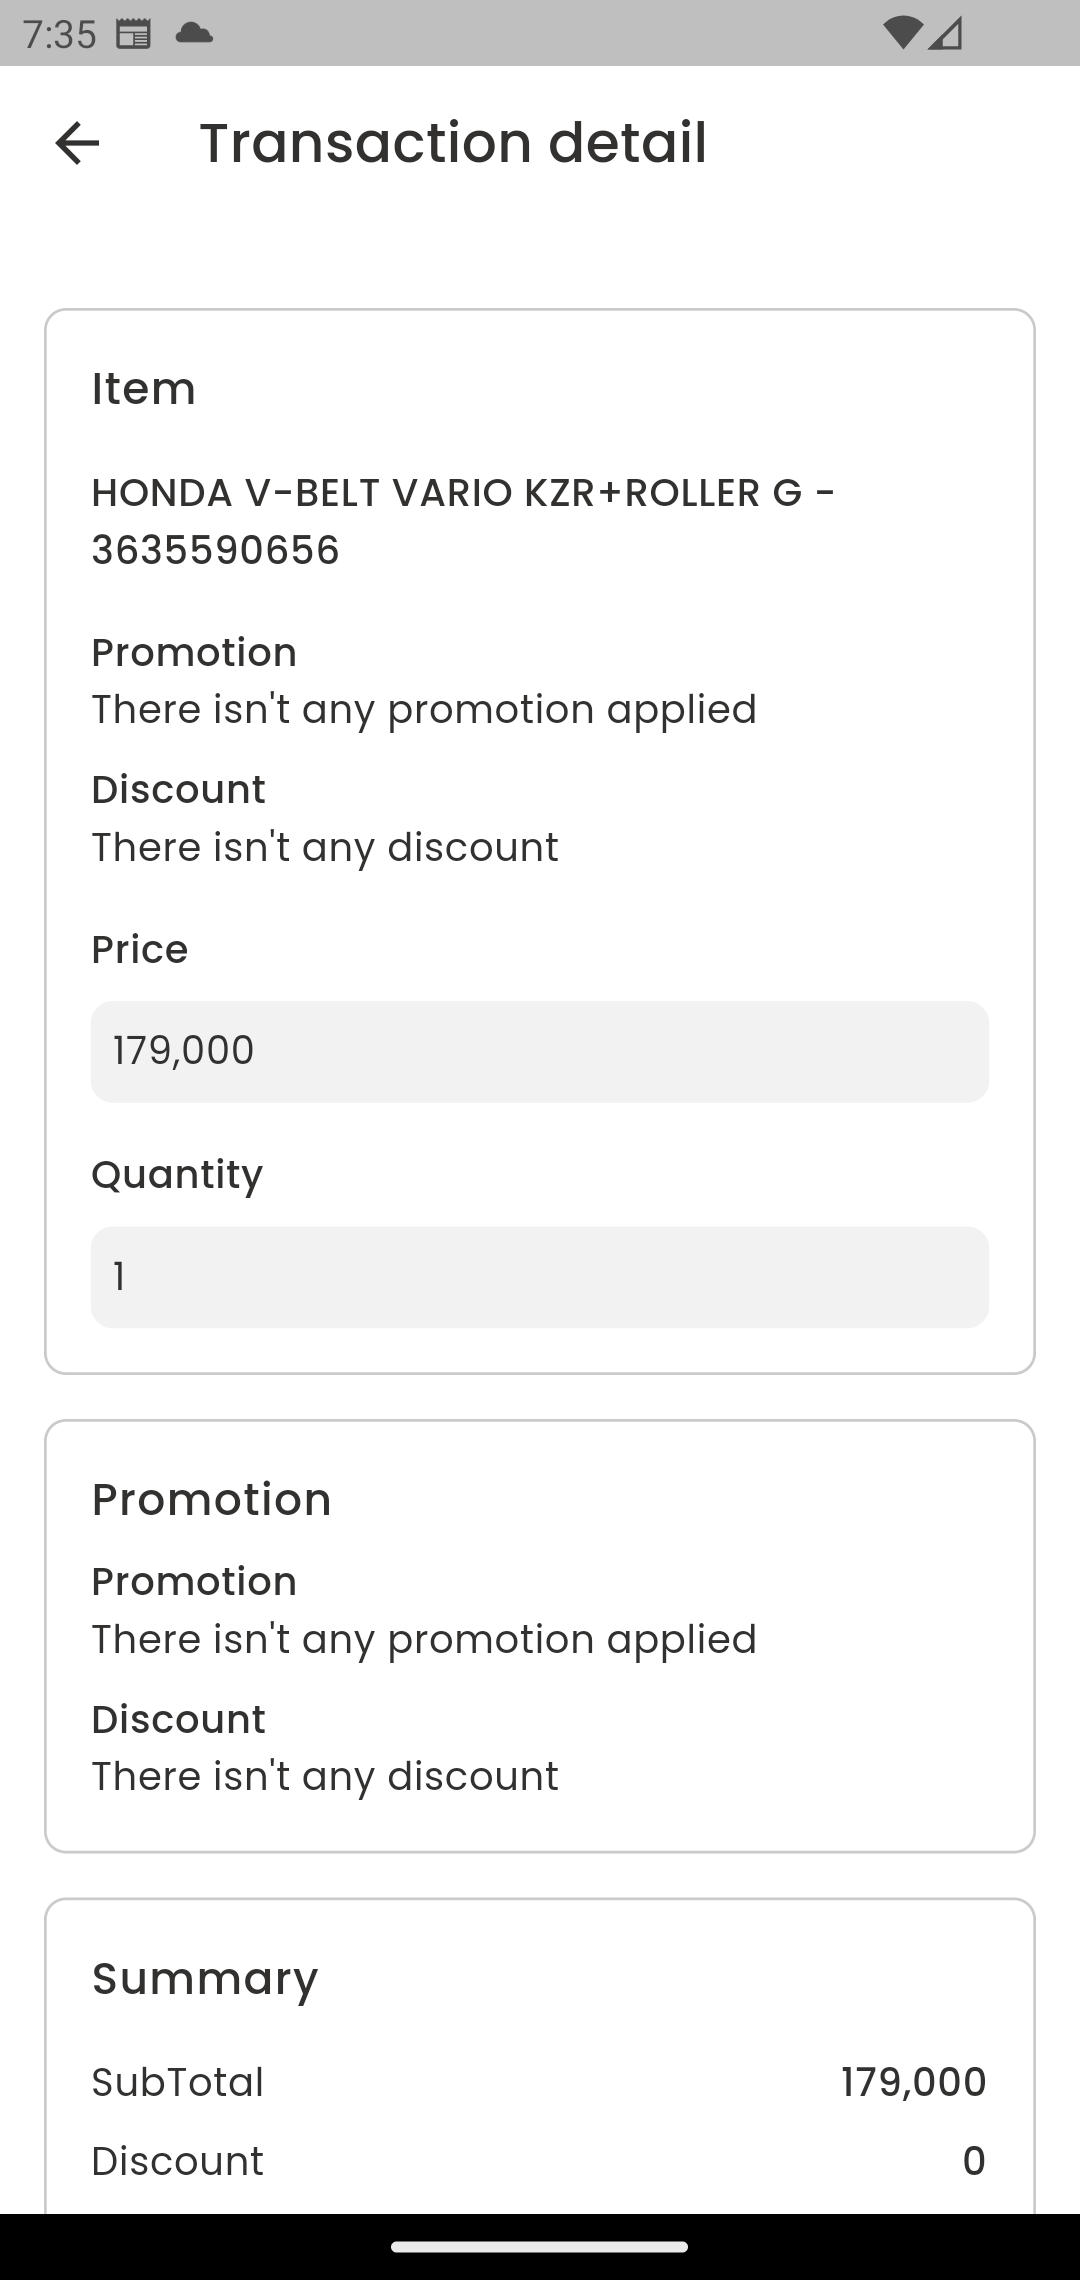 7:35
Transaction detail
Item
HONDA V-BELT VARIO KZR+ROLLER G -
3635590656
Promotion
There isn't any promotion applied
Discount
There isn't any discount
Price
179,000
Quantity
1
Promotion
Promotion
There isn't any promotion applied
Discount
There isn't any discount
Summary
SubTotal 179,000
Discount 0